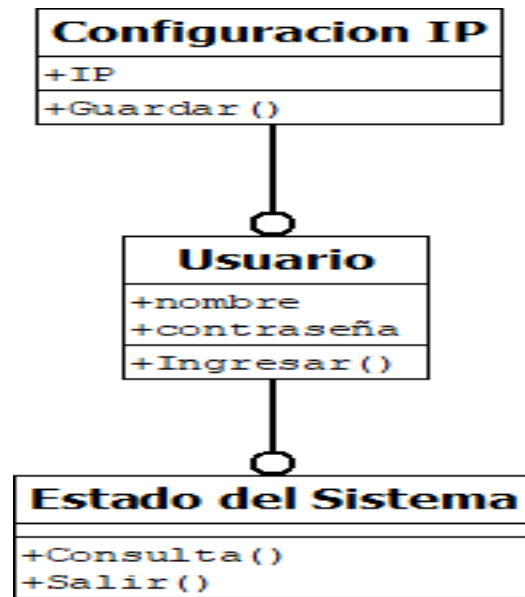 Configuracion IP
+IP
+Guardar()
Usuario
+nombre
+contraseña
+Ingresar()
Estado del Sistema
+Consulta()
+Salir()